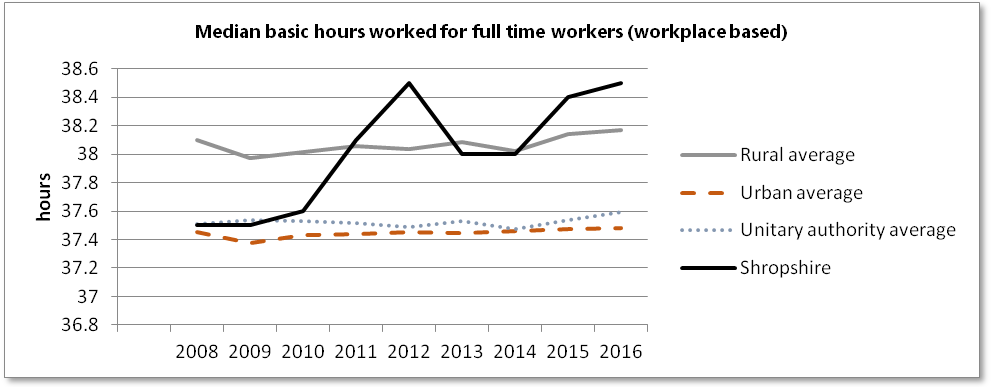 Median basic hours worked for full time workers (workplace based)
38.6
38.4
38.2
38
37.8
37.6
37.4
37.2
37
36.8
hours
2008 2009 2010 2011 2012 2013 2014 2015 2016
Rural average
Urban average
Unitary authority average
Shropshire